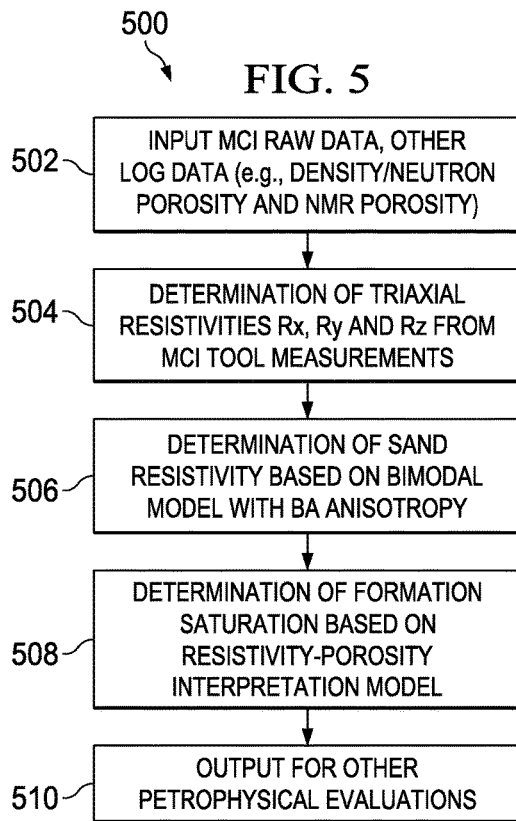 500
FIG. 5
502
INPUT MCI RAW DATA, OTHER
LOG DATA (e.g., DENSITY/NEUTRON
POROSITY AND NMR POROSITY)
504
DETERMINATION OF TRIAXIAL
RESISTIVITIES Rx, Ry AND Rz FROM
MCI TOOL MEASUREMENTS
506
DETERMINATION OF SAND
RESISTIVITY BASED ON BIMODAL
MODEL WITH BA ANISOTROPY
508
DETERMINATION OF FORMATION
SATURATION BASED ON
RESISTIVITY-POROSITY
INTERPRETATION MODEL
510
OUTPUT FOR OTHER
PETROPHYSICAL EVALUATIONS